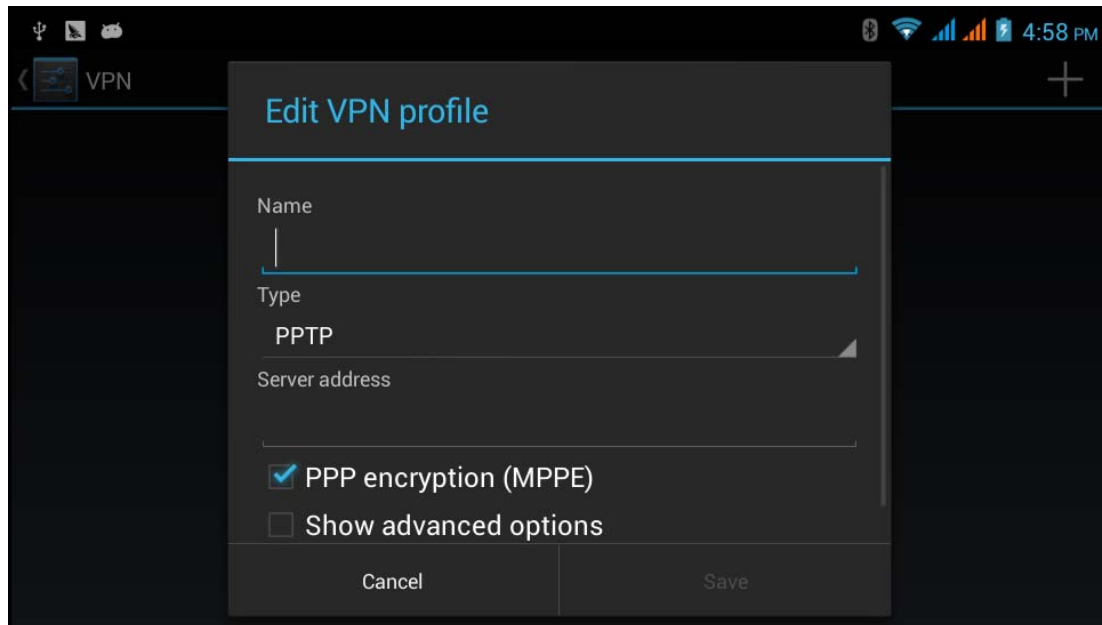 4:58 PM
VPN
Edit VPN profile
Name
Type
PPTP
Server address
PPP encryption (MPPE)
Show advanced options
Cancel Save